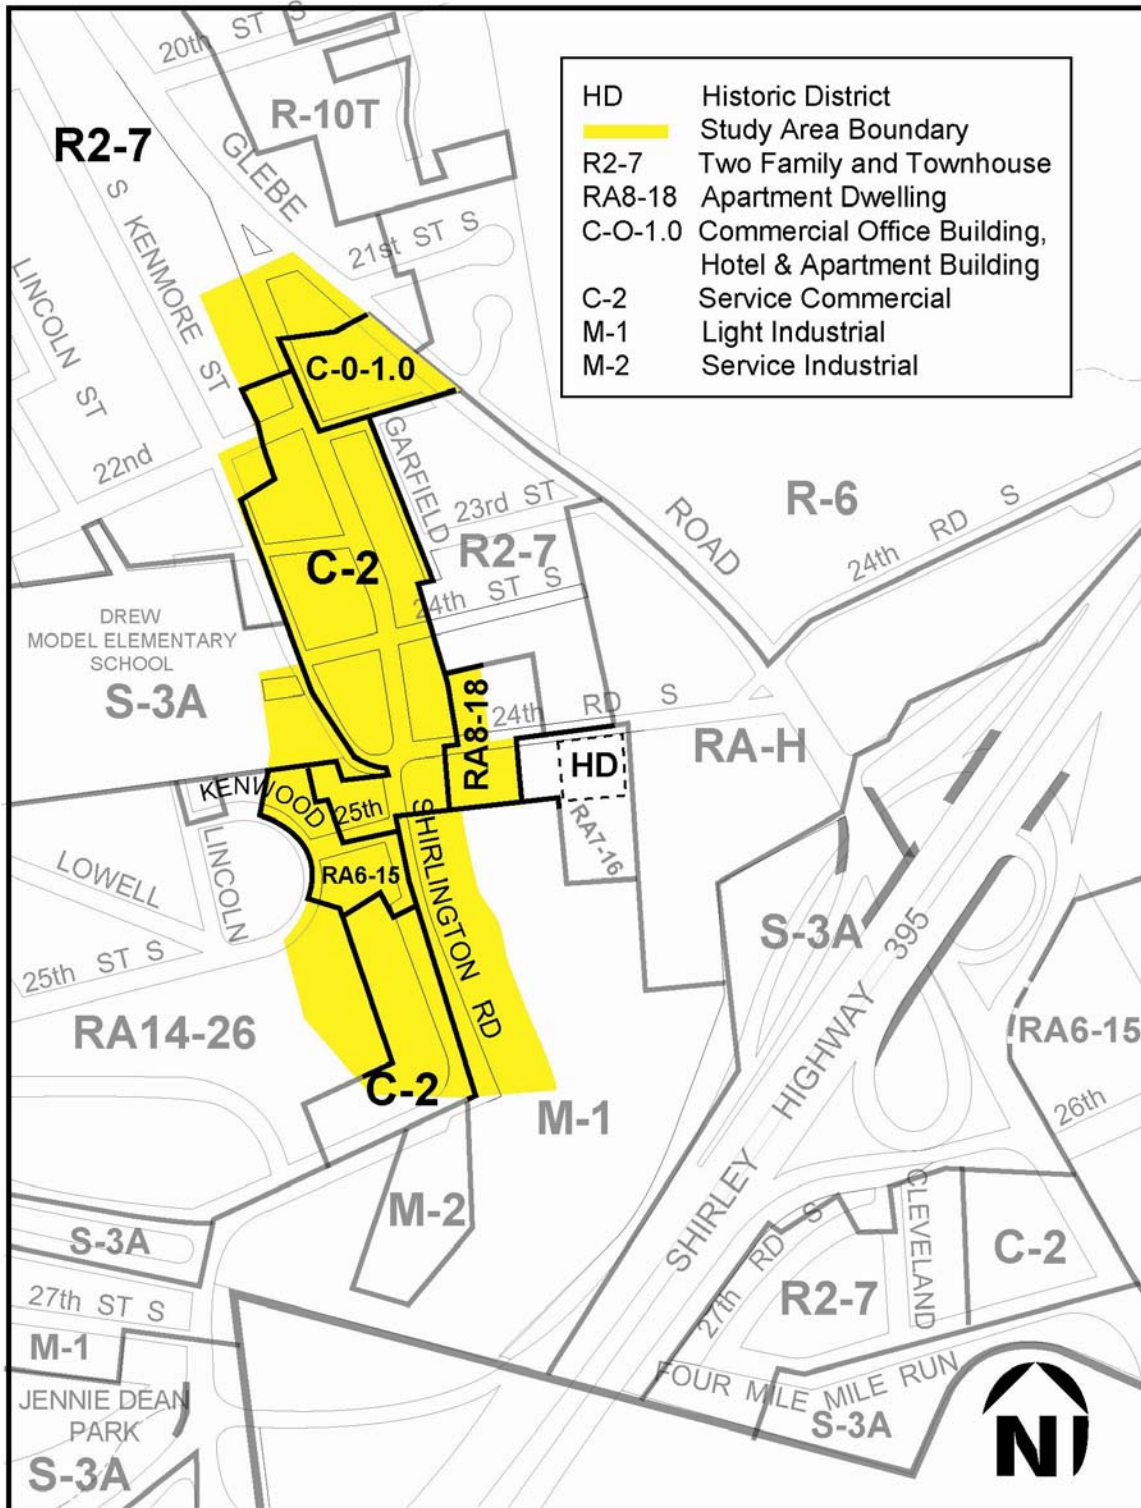 20th ST S
R-10T
R2-7
GLEBE
S KENMORE ST
21st ST S
LINCOLN ST
HD Historic District
Study Area Boundary
R2-7 Two Family and Townhouse
RA8-18 Apartment Dwelling
C-O-1.0 Commercial Office Building,
Hotel & Apartment Building
C-2 Service Commercial
M-1 Light Industrial
M-2 Service Industrial
C-0-1.0
22nd
GARFIELD
23rd ST
R2-7
ROAD
R-6
24th RD S
C-2
24th ST S
DREW
MODEL ELEMENTARY
SCHOOL
S-3A
RA8-18
24th RD S
RA-H
HD
KENWOOD
25th
SHIRLINGTON RD
RA7-16
LINCOLN
LOWELL
RA6-15
25th ST S
S-3A
395
RA14-26
RA6-15
C-2
M-1
SHIRLEY HIGHWAY
26th
M-2
S-3A
27th RD S
CLEVELAND
C-2
R2-7
27th ST S
M-1
FOUR MILE MILE RUN
S-3A
JENNIE DEAN
PARK
S-3A
N